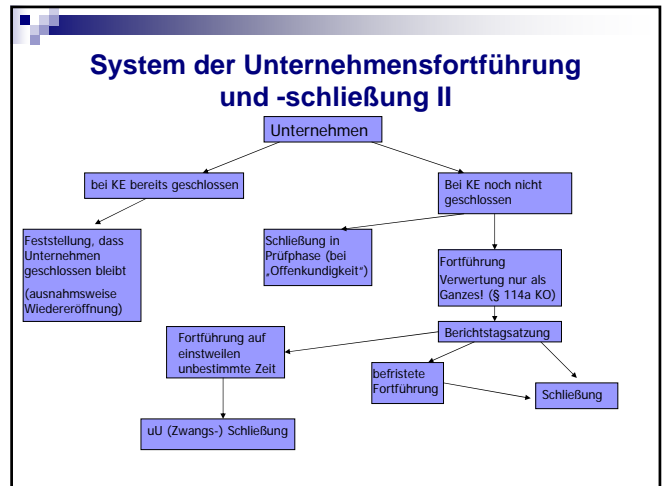 System der Unternehmensfortführung
und -schließung II
Unternehmen
bei KE bereits geschlossen
Bei KE noch nicht
geschlossen
Feststellung, dass
Unternehmen
geschlossen bleibt
(ausnahmsweise
Wiedereröffnung)
Schließung in
Prüfphase (bei
„Offenkundigkeit“)
Fortführung
Verwertung nur als
Ganzes! (§ 114a KO)
Berichtstagsatzung
Fortführung auf
einstweilen
unbestimmte Zeit
befristete
Fortführung
Schließung
uU (Zwangs-) Schließung